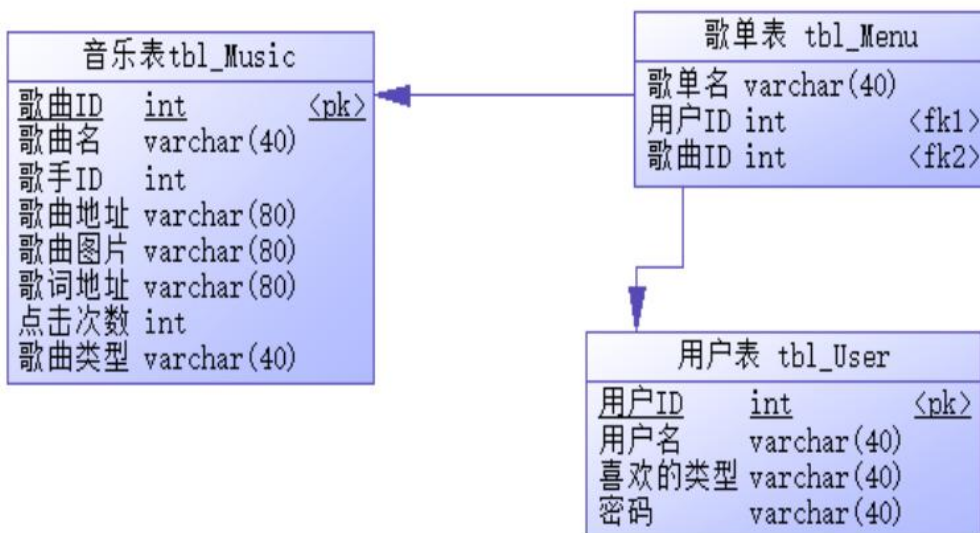 音乐表tbl_Music
歌曲ID int <pk>
歌曲名 varchar(40)
歌手ID int
歌曲地址 varchar(80)
歌曲图片 varchar(80)
歌词地址 varchar(80)
点击次数 int
歌曲类型 varchar(40)
歌单表 tbl_Menu
歌单名 varchar(40)
用户ID int <fk1>
歌曲ID int <fk2>
用户表 tbl_User
用户ID int <pk>
用户名 varchar(40)
喜欢的类型 varchar(40)
密码 varchar(40)